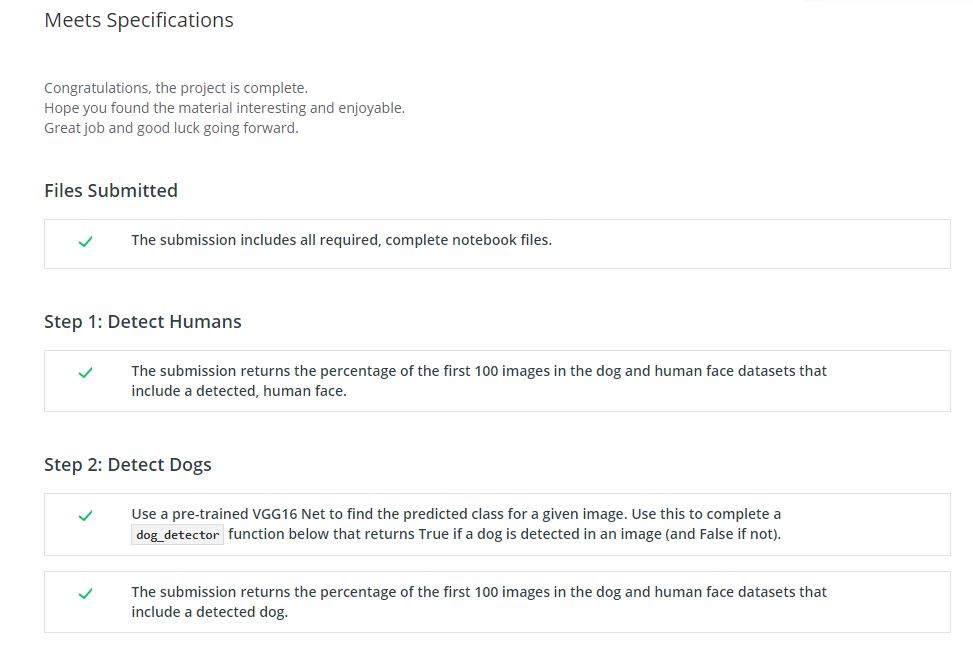 Meets Specifications
Congratulations, the project is complete.
Hope you found the material interesting and enjoyable.
Great job and good luck going forward.
Files Submitted
The submission includes all required, complete notebook files.
Step 1: Detect Humans
The submission returns the percentage of the first 100 images in the dog and human face datasets that
include a detected, human face.
Step 2: Detect Dogs
Use a pre-trained VGG16 Net to find the predicted class for a given image. Use this to complete a
dog_detector function below that returns True if a dog is detected in an image (and False if not).
The submission returns the percentage of the first 100 images in the dog and human face datasets that
include a detected dog.